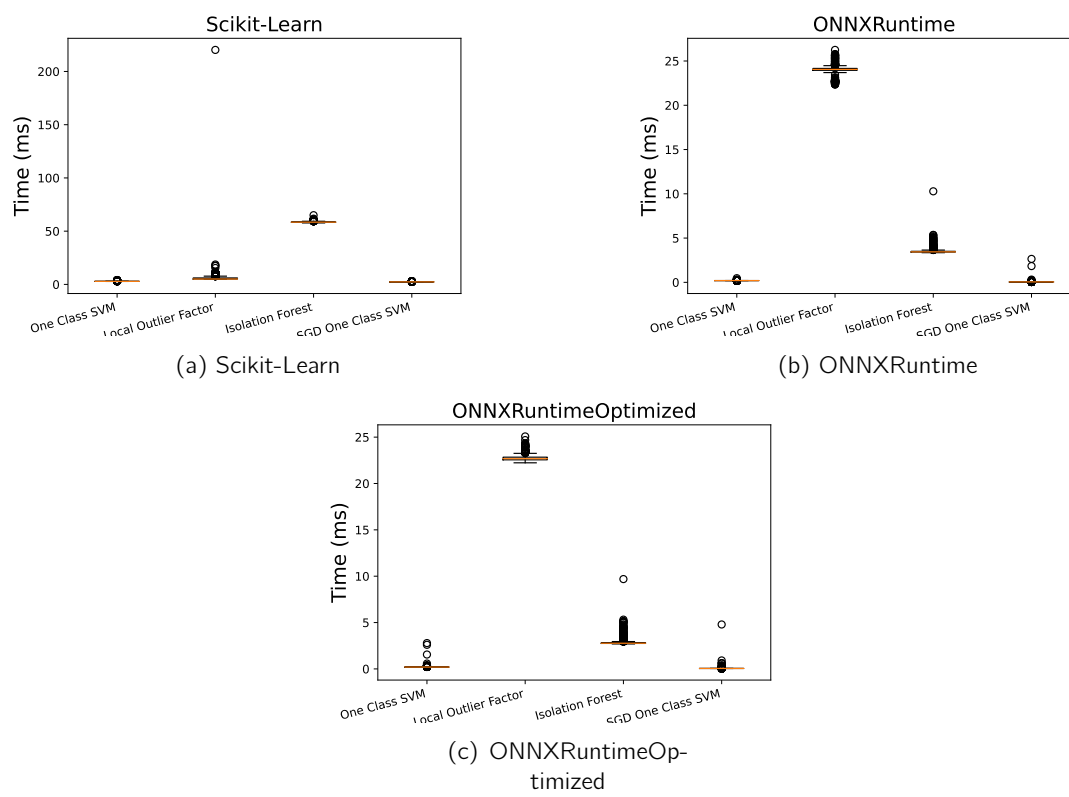 Scikit-Learn
Time (ms)
200
150
100
50
0
One Class SVM
Local Outlier Factor
Isolation Forest
SGD One Class SVM
(a) Scikit-Learn
ONNXRuntime
Time (ms)
25
20
15
10
5
0
One Class SVM
Local Outlier Factor
Isolation Forest
SGD One Class SVM
(b) ONNXRuntime
ONNXRuntimeOptimized
Time (ms)
25
20
15
10
5
0
One Class SVM
Local Outlier Factor
Isolation Forest
SGD One Class SVM
(c) ONNXRuntimeOp-
timized